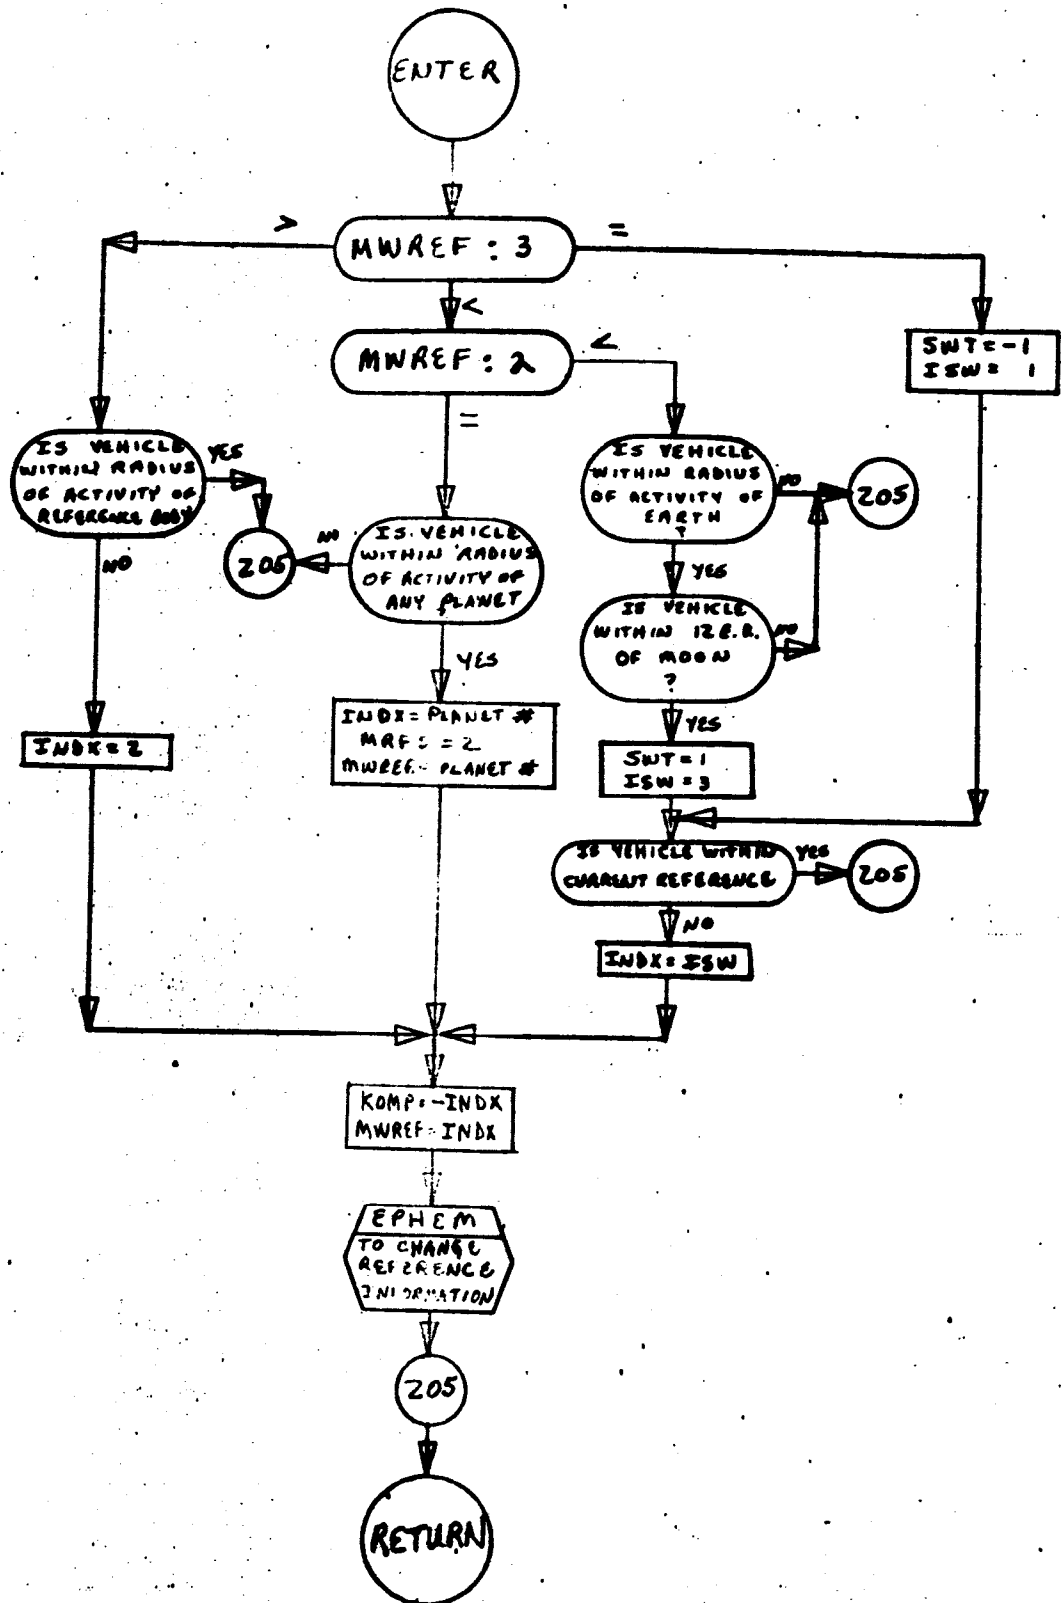 ENTER
>
MWREF : 3
=
<
MWREF : 2
<
=
SWT = -1
ISW = 1
IS VEHICLE
WITHIN RADIUS
OF ACTIVITY OF
REFERENCE BODY
YES
NO
205
IS VEHICLE
WITHIN RADIUS
OF ACTIVITY OF
ANY PLANET
NO
YES
IS VEHICLE
WITHIN RADIUS
OF ACTIVITY OF
EARTH
?
NO
205
YES
IS VEHICLE
WITHIN 12 E.R.
OF MOON
?
NO
YES
INDX = 2
INDX = PLANET #
MWREF = PLANET #
SWT = 1
ISW = 3
IS VEHICLE WITHIN
CURRENT REFERENCE
YES
205
NO
INDX = ISW
KOMP = -INDX
MWREF = INDX
EPHEM
TO CHANGE
REFERENCE
INFORMATION
205
RETURN